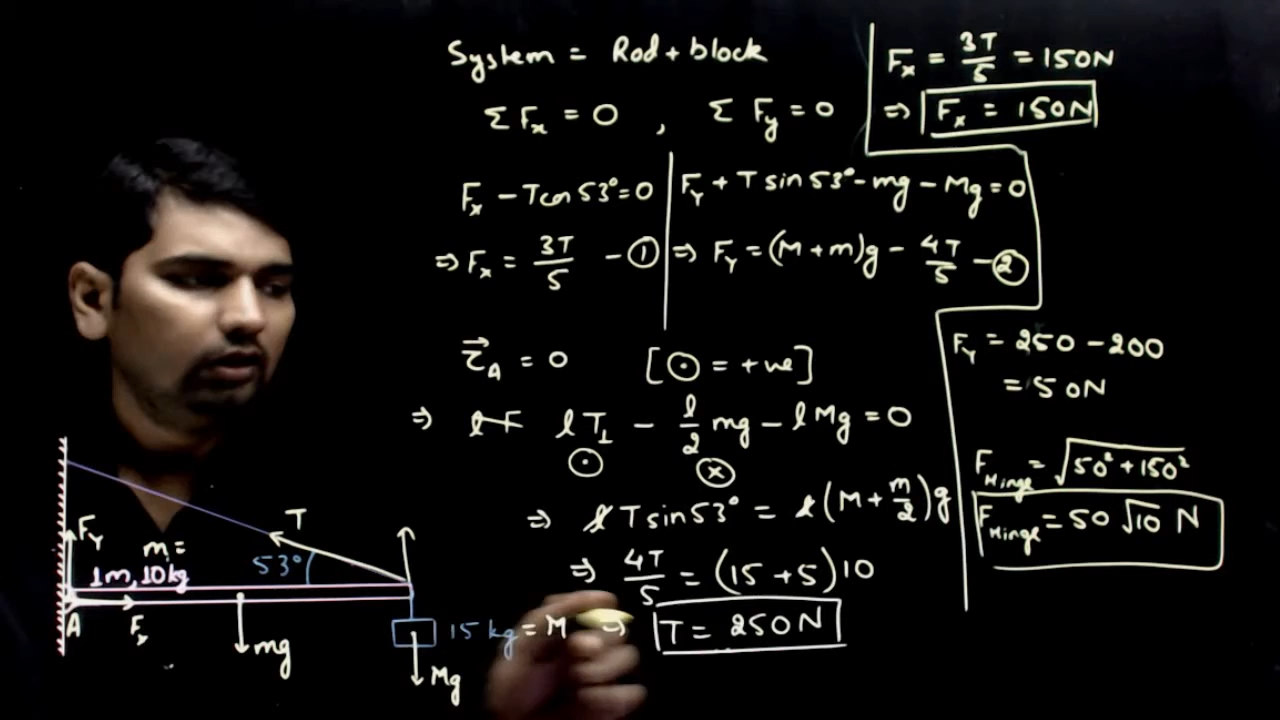 System = Rod + block
ΣFx = 0 , ΣFy = 0
Fx - Tcos 53° = 0
⇒ Fx = 3T/5 - ①
Fy + T sin 53° - mg - Mg = 0
⇒ Fy = (M + m)g - 4T/5 - ②
τ⃗A = 0 [⊙ = +ve]
⇒ l T⊥ - l/2 mg - l Mg = 0
⊙ ⊗
⇒ l T sin 53° = l (M + m/2) g
⇒ 4T/5 = (15 + 5) 10
⇒ T = 250 N
Fx = 3T/5 = 150N
⇒ Fx = 150N
Fy = 250 - 200
= 50N
FHinge = √50² + 150²
FHinge = 50 √10 N
T
Fy
m =
1m, 10 kg
53°
A
Fx
mg
15 kg = M
Mg